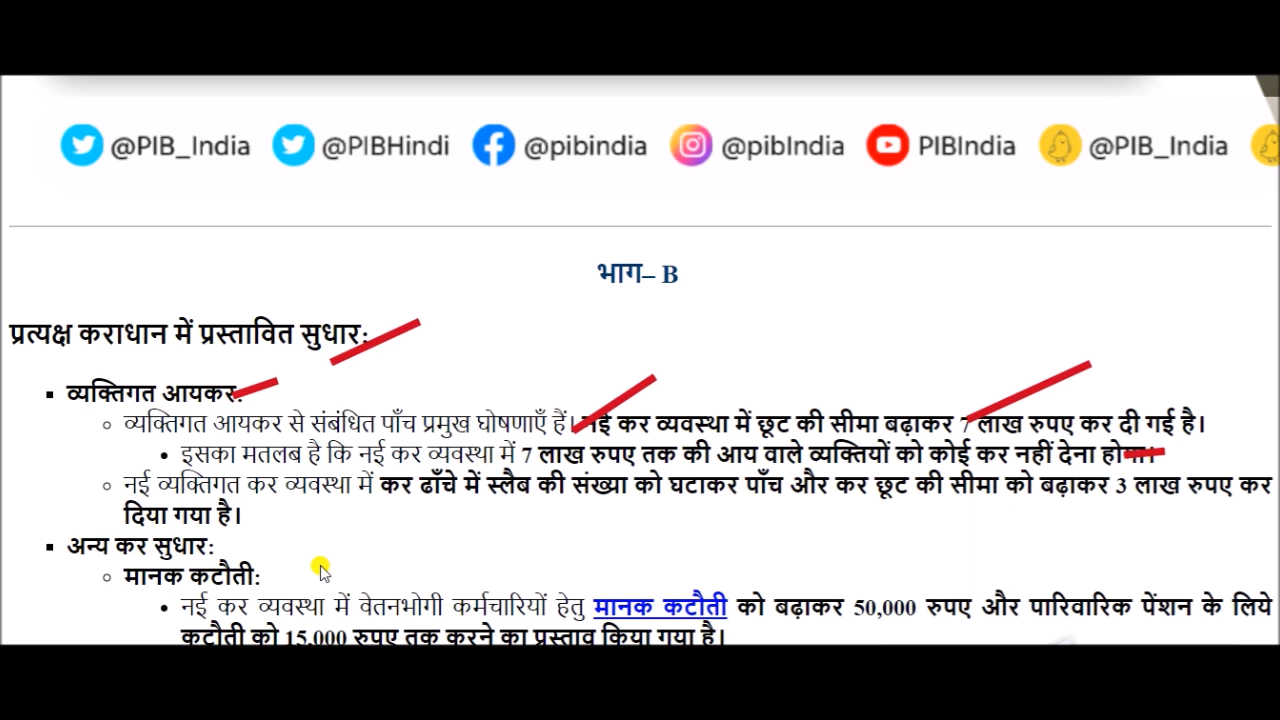 @PIB_India @PIBHindi @pibindia @pibIndia PIBIndia @PIB_India
भाग– B
प्रत्यक्ष कराधान में प्रस्तावित सुधार:
व्यक्तिगत आयकर:
व्यक्तिगत आयकर से संबंधित पाँच प्रमुख घोषणाएँ हैं। नई कर व्यवस्था में छूट की सीमा बढ़ाकर 7 लाख रुपए कर दी गई है।
इसका मतलब है कि नई कर व्यवस्था में 7 लाख रुपए तक की आय वाले व्यक्तियों को कोई कर नहीं देना होगा।
नई व्यक्तिगत कर व्यवस्था में कर ढाँचे में स्लैब की संख्या को घटाकर पाँच और कर छूट की सीमा को बढ़ाकर 3 लाख रुपए कर
दिया गया है।
अन्य कर सुधार:
मानक कटौती:
नई कर व्यवस्था में वेतनभोगी कर्मचारियों हेतु मानक कटौती को बढ़ाकर 50,000 रुपए और पारिवारिक पेंशन के लिये
कटौती को 15,000 रुपए तक करने का प्रस्ताव किया गया है।